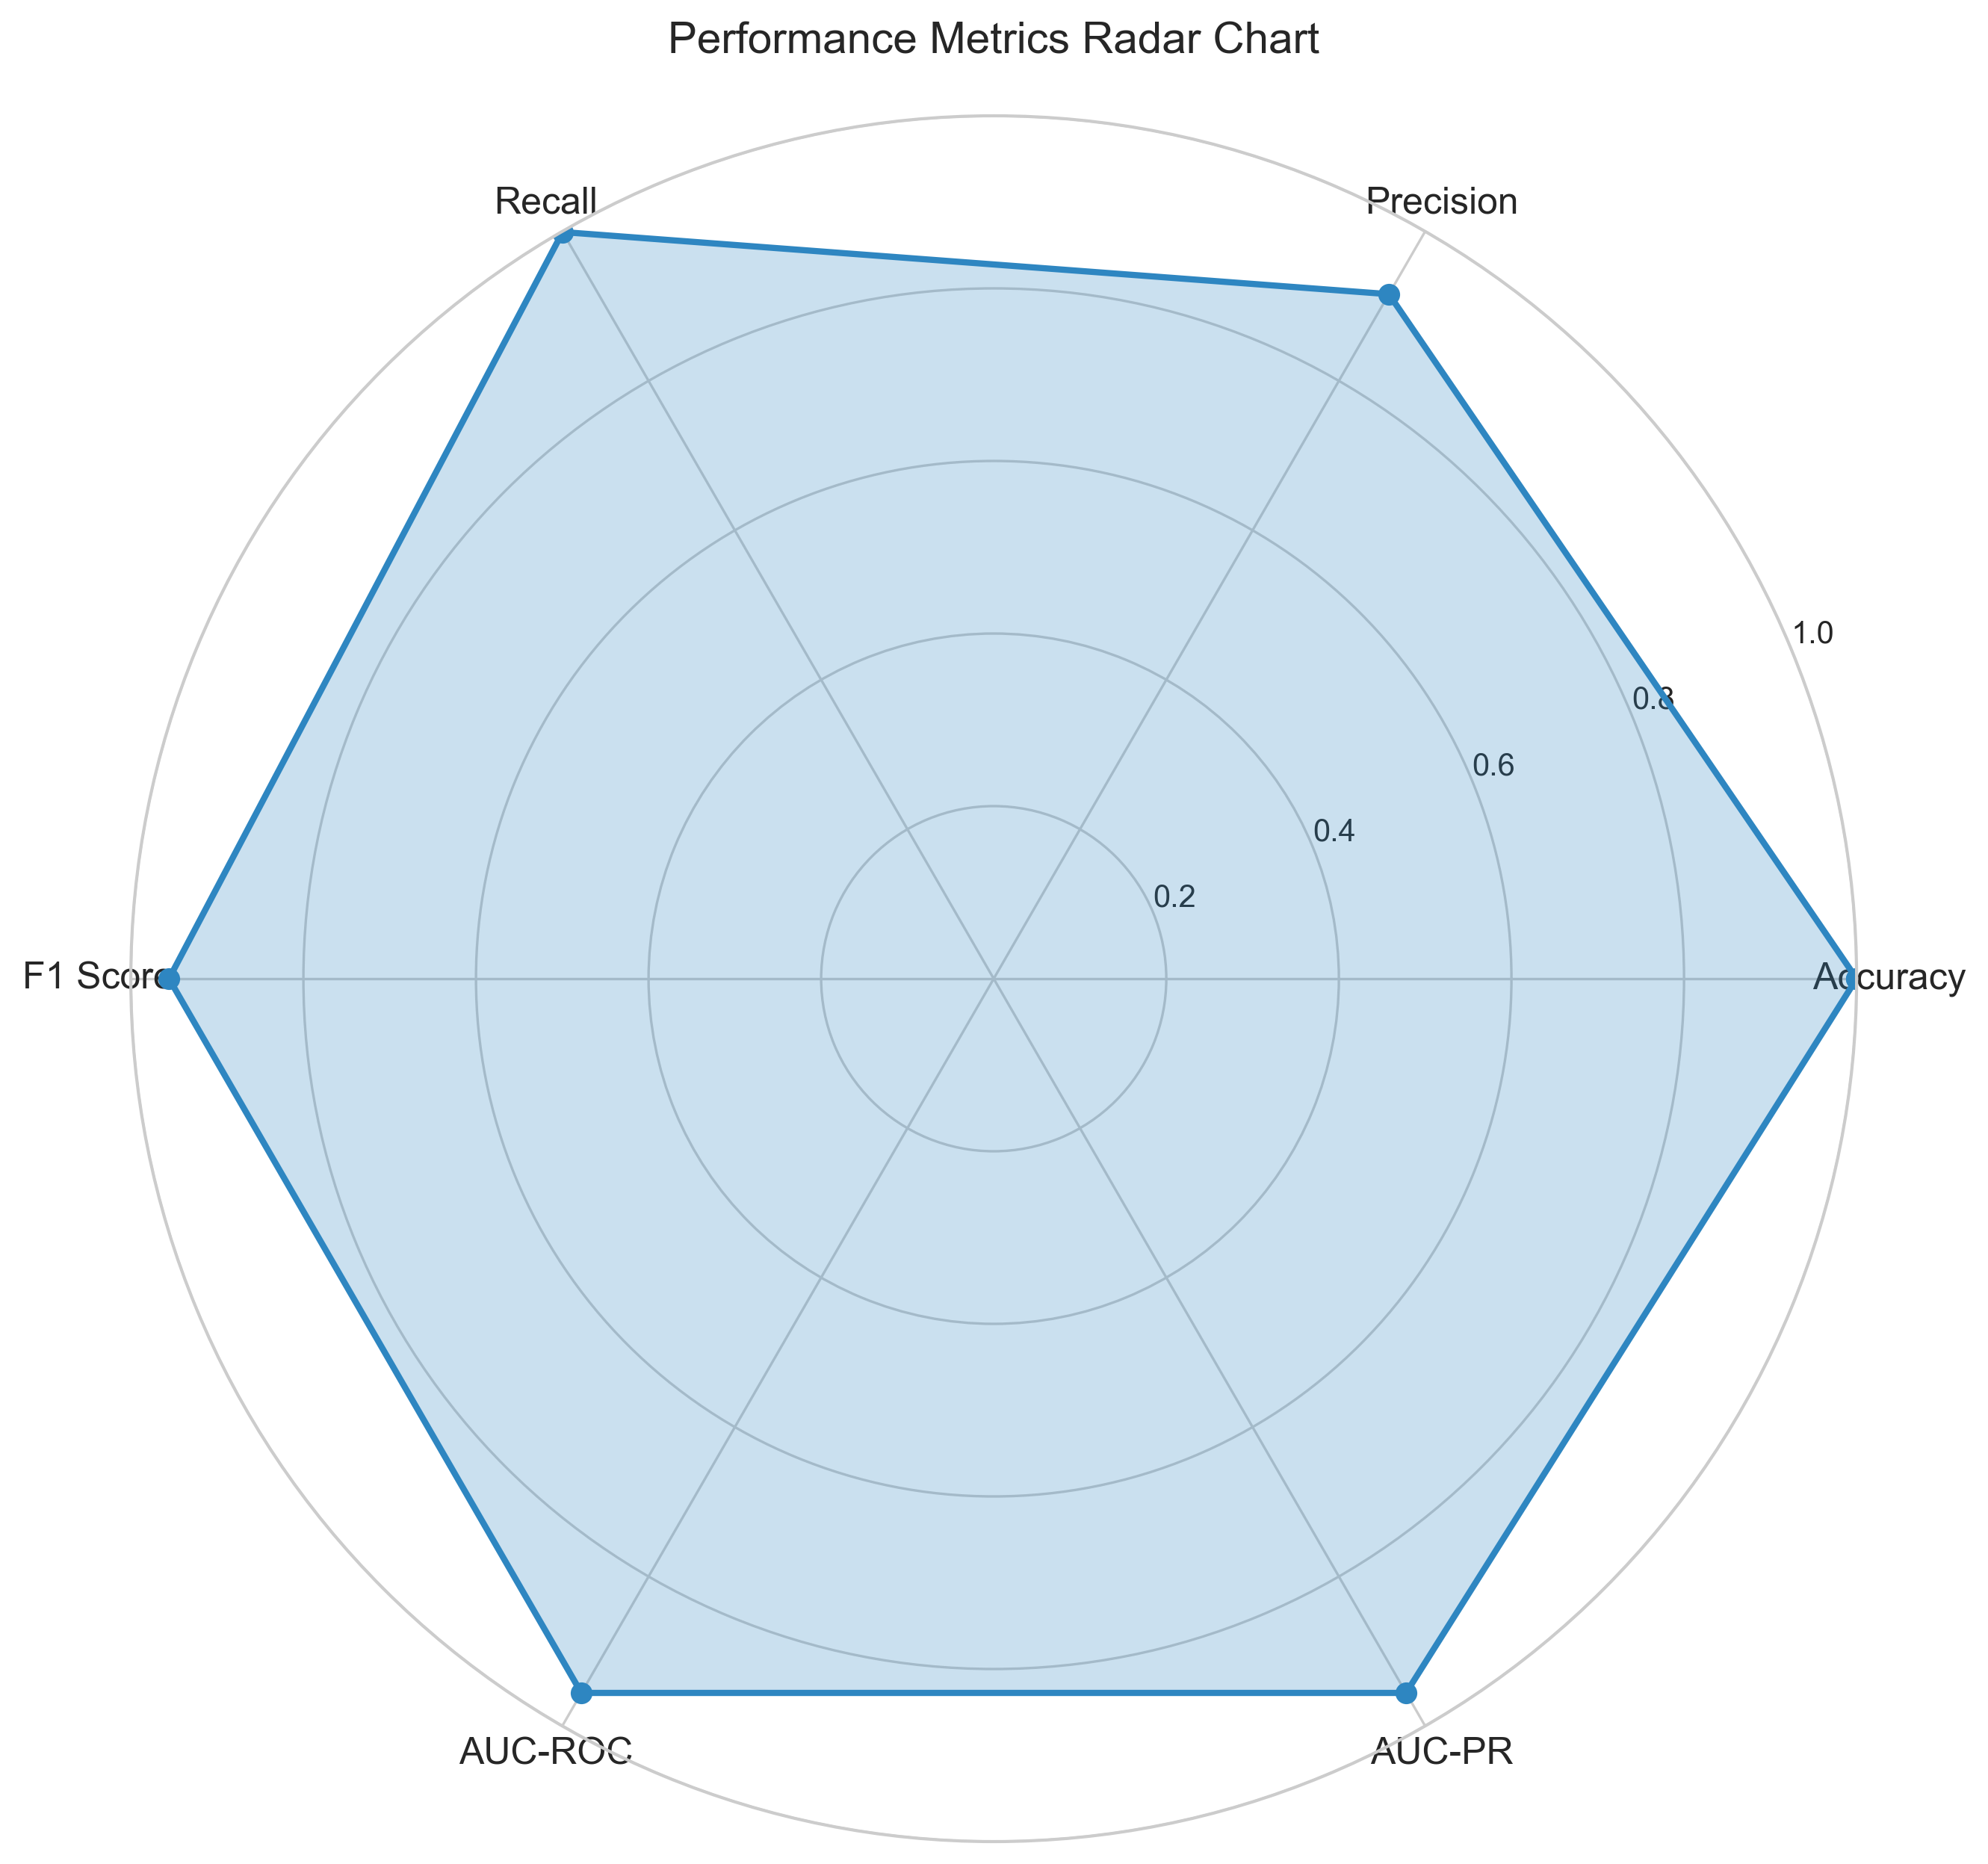 Performance Metrics Radar Chart
Recall
Precision
1.0
0.8
0.6
0.4
0.2
F1 Score
Accuracy
AUC-ROC
AUC-PR